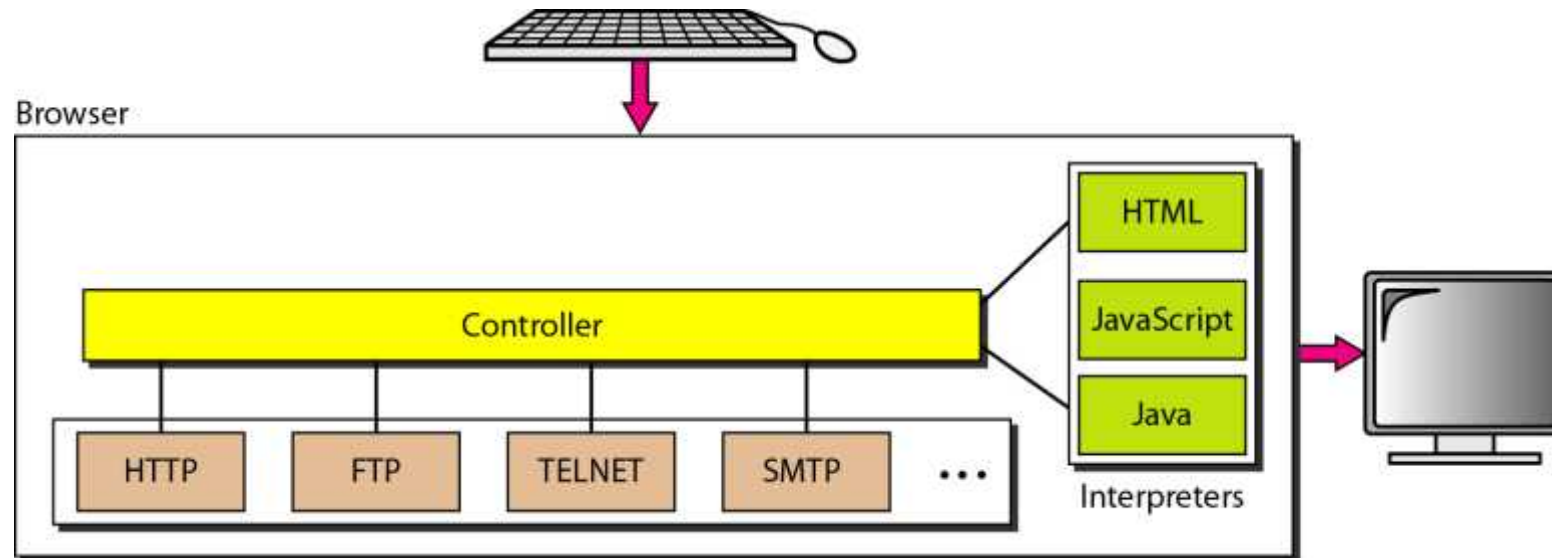 Browser
HTML
JavaScript
Java
Interpreters
Controller
HTTP
FTP
TELNET
SMTP
...